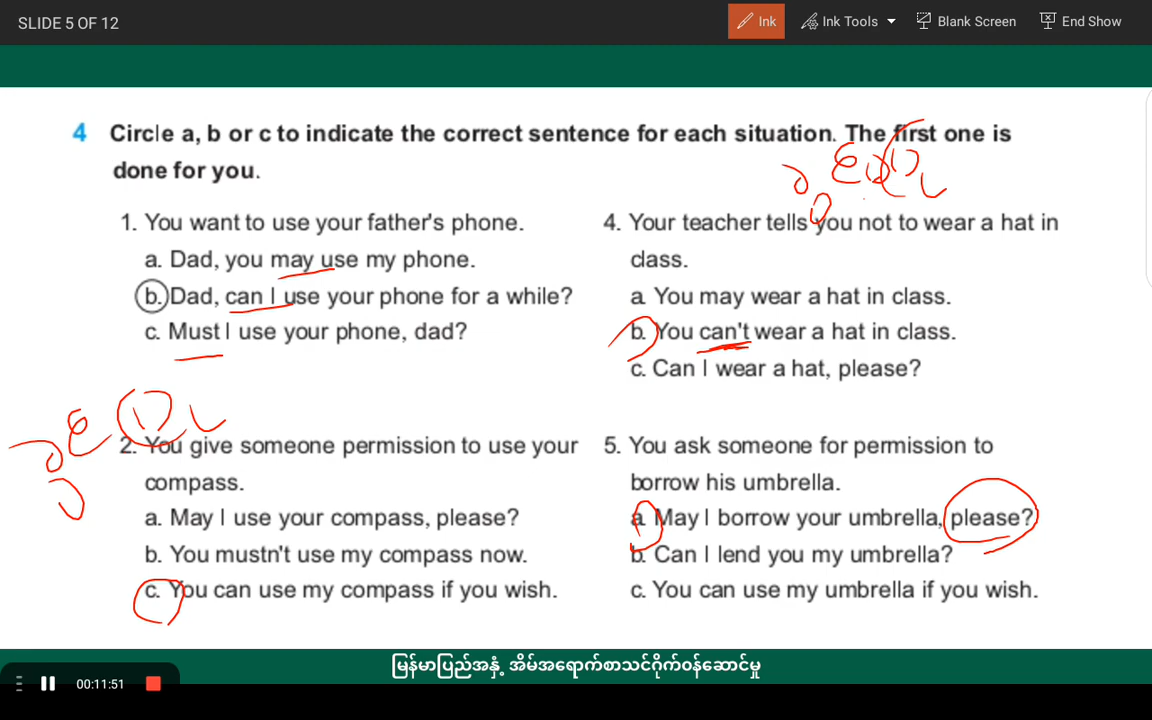 SLIDE 5 OF 12
Ink
Ink Tools
Blank Screen
End Show
4 Circle a, b or c to indicate the correct sentence for each situation. The first one is
done for you.
1. You want to use your father's phone.
a. Dad, you may use my phone.
b. Dad, can I use your phone for a while?
c. Must I use your phone, dad?
2. You give someone permission to use your
compass.
a. May I use your compass, please?
b. You mustn't use my compass now.
c. You can use my compass if you wish.
4. Your teacher tells you not to wear a hat in
class.
a. You may wear a hat in class.
b. You can't wear a hat in class.
c. Can I wear a hat, please?
5. You ask someone for permission to
borrow his umbrella.
a. May I borrow your umbrella, please?
b. Can I lend you my umbrella?
c. You can use my umbrella if you wish.
မြန်မာပြည်အနှံ့ အိမ်အရောက်စာသင်ဂိုက်ဝန်ဆောင်မှု
00:11:51